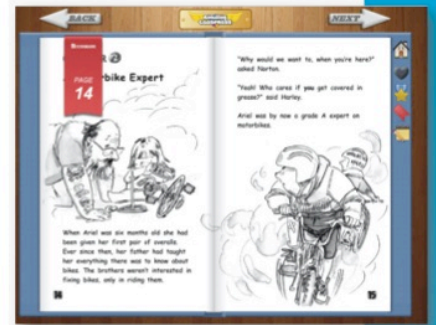 BACK
NEXT
BOOKMARK
PAGE
14
R 2
rbike Expert
When Ariel was six months old she had
been given her first pair of overalls.
Ever since then, her father had taught
her everything there was to know about
bikes. The brothers weren't interested in
fixing bikes, only in riding them.
14
"Why would we want to, when you're here?"
asked Norton.
"Yeah! Who cares if you get covered in
grease?" said Harley.
Ariel was by now a grade A expert on
motorbikes.
15